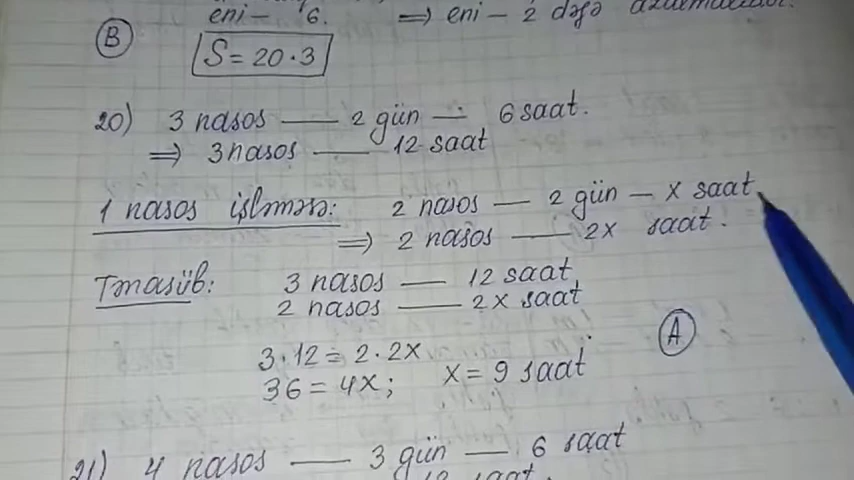 eni – 6. ⇒ eni – 2 dəfə
B
S = 20 · 3
20) 3 nasos — 2 gün — 6 saat.
⇒ 3 nasos — 12 saat
1 nasos işləməsə: 2 nasos — 2 gün – x saat
⇒ 2 nasos — 2x saat.
Tənasüb: 3 nasos — 12 saat
2 nasos — 2x saat
A
3 · 12 = 2 · 2x
36 = 4x; x = 9 saat
21) 4 nasos — 3 gün — 6 saat
saat.